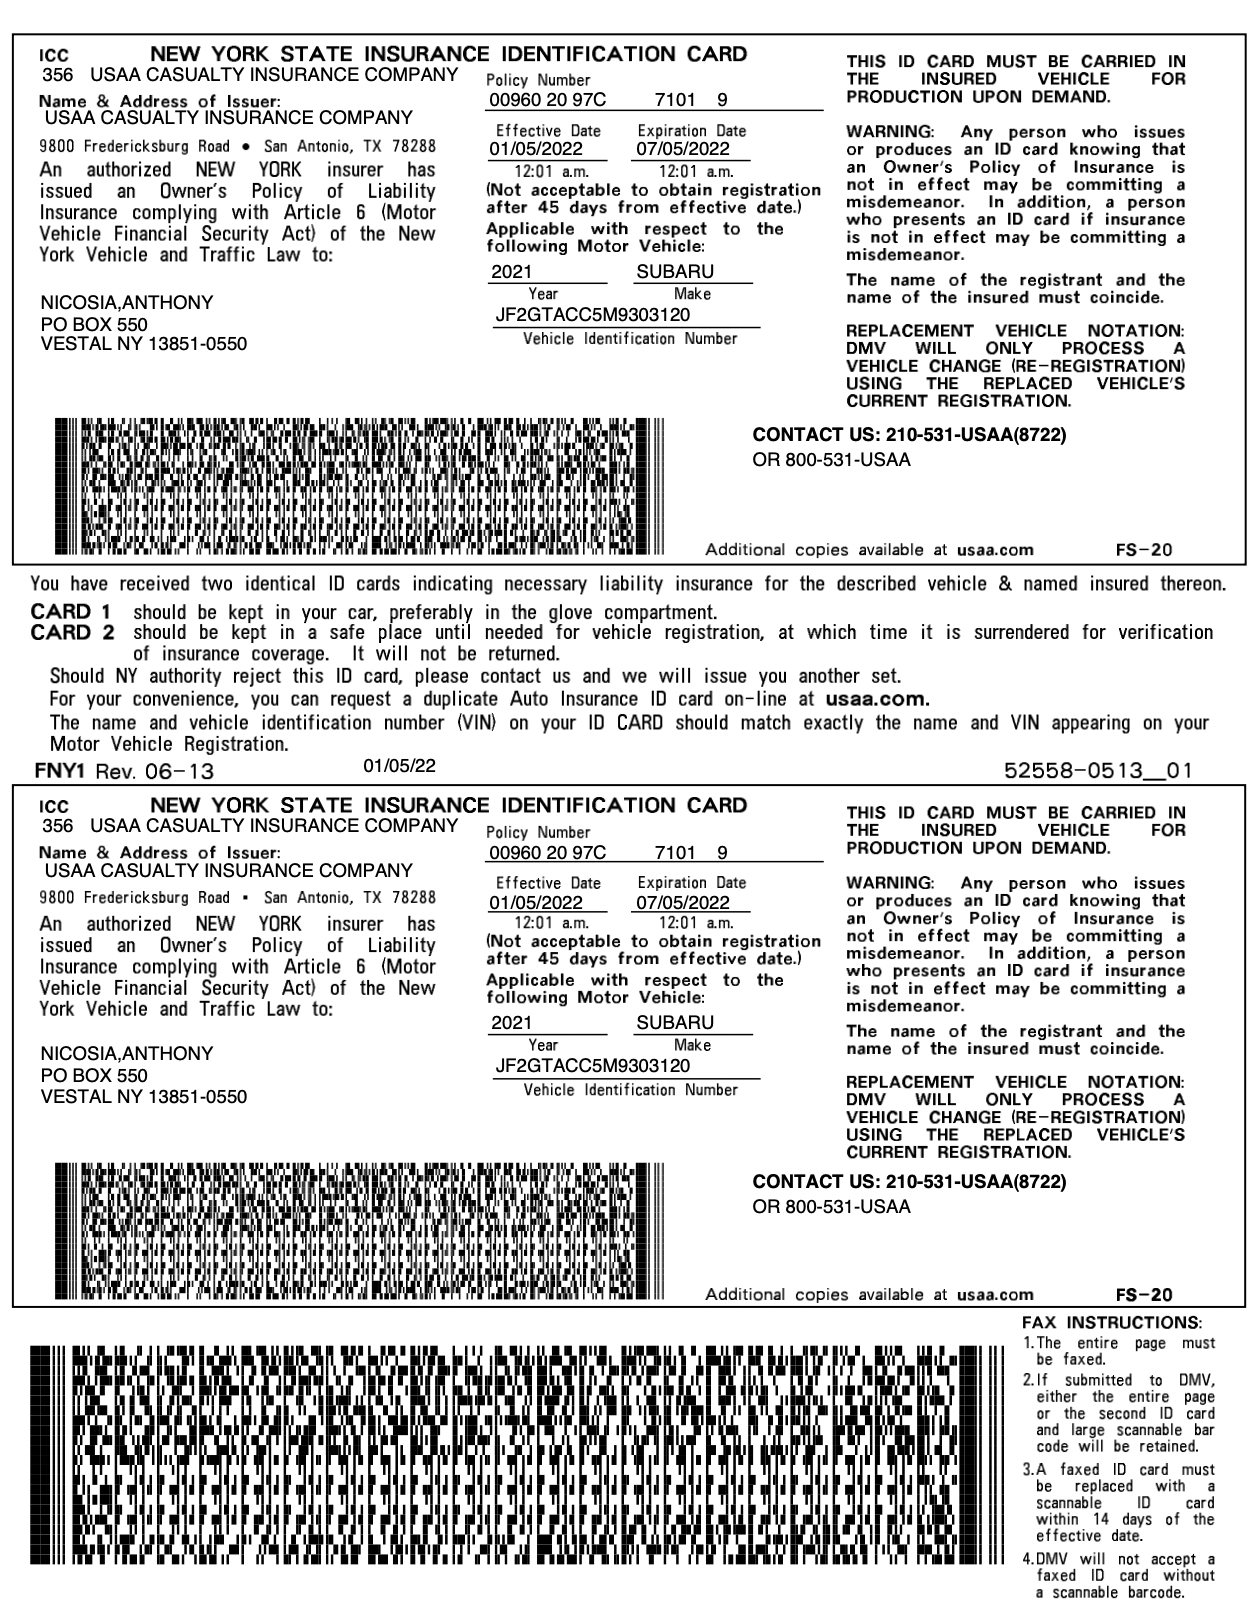 ICC NEW YORK STATE INSURANCE IDENTIFICATION CARD
356 USAA CASUALTY INSURANCE COMPANY
Name & Address of Issuer:
USAA CASUALTY INSURANCE COMPANY
9800 Fredericksburg Road • San Antonio, TX 78288
An authorized NEW YORK insurer has
issued an Owner's Policy of Liability
Insurance complying with Article 6 (Motor
Vehicle Financial Security Act) of the New
York Vehicle and Traffic Law to:
NICOSIA,ANTHONY
PO BOX 550
VESTAL NY 13851-0550
Policy Number
00960 20 97C 7101 9
Effective Date Expiration Date
01/05/2022 07/05/2022
12:01 a.m. 12:01 a.m.
(Not acceptable to obtain registration
after 45 days from effective date.)
Applicable with respect to the
following Motor Vehicle:
2021 SUBARU
Year Make
JF2GTACC5M9303120
Vehicle Identification Number
THIS ID CARD MUST BE CARRIED IN
THE INSURED VEHICLE FOR
PRODUCTION UPON DEMAND.
WARNING: Any person who issues
or produces an ID card knowing that
an Owner's Policy of Insurance is
not in effect may be committing a
misdemeanor. In addition, a person
who presents an ID card if insurance
is not in effect may be committing a
misdemeanor.
The name of the registrant and the
name of the insured must coincide.
REPLACEMENT VEHICLE NOTATION:
DMV WILL ONLY PROCESS A
VEHICLE CHANGE (RE-REGISTRATION)
USING THE REPLACED VEHICLE'S
CURRENT REGISTRATION.
CONTACT US: 210-531-USAA(8722)
OR 800-531-USAA
Additional copies available at usaa.com FS-20
You have received two identical ID cards indicating necessary liability insurance for the described vehicle & named insured thereon.
CARD 1 should be kept in your car, preferably in the glove compartment.
CARD 2 should be kept in a safe place until needed for vehicle registration, at which time it is surrendered for verification
of insurance coverage. It will not be returned.
Should NY authority reject this ID card, please contact us and we will issue you another set.
For your convenience, you can request a duplicate Auto Insurance ID card on-line at usaa.com.
The name and vehicle identification number (VIN) on your ID CARD should match exactly the name and VIN appearing on your
Motor Vehicle Registration.
FNY1 Rev. 06-13 01/05/22 52558-0513__01
ICC NEW YORK STATE INSURANCE IDENTIFICATION CARD
356 USAA CASUALTY INSURANCE COMPANY
Name & Address of Issuer:
USAA CASUALTY INSURANCE COMPANY
9800 Fredericksburg Road ▪ San Antonio, TX 78288
An authorized NEW YORK insurer has
issued an Owner's Policy of Liability
Insurance complying with Article 6 (Motor
Vehicle Financial Security Act) of the New
York Vehicle and Traffic Law to:
NICOSIA,ANTHONY
PO BOX 550
VESTAL NY 13851-0550
Policy Number
00960 20 97C 7101 9
Effective Date Expiration Date
01/05/2022 07/05/2022
12:01 a.m. 12:01 a.m.
(Not acceptable to obtain registration
after 45 days from effective date.)
Applicable with respect to the
following Motor Vehicle:
2021 SUBARU
Year Make
JF2GTACC5M9303120
Vehicle Identification Number
THIS ID CARD MUST BE CARRIED IN
THE INSURED VEHICLE FOR
PRODUCTION UPON DEMAND.
WARNING: Any person who issues
or produces an ID card knowing that
an Owner's Policy of Insurance is
not in effect may be committing a
misdemeanor. In addition, a person
who presents an ID card if insurance
is not in effect may be committing a
misdemeanor.
The name of the registrant and the
name of the insured must coincide.
REPLACEMENT VEHICLE NOTATION:
DMV WILL ONLY PROCESS A
VEHICLE CHANGE (RE-REGISTRATION)
USING THE REPLACED VEHICLE'S
CURRENT REGISTRATION.
CONTACT US: 210-531-USAA(8722)
OR 800-531-USAA
Additional copies available at usaa.com FS-20
FAX INSTRUCTIONS:
1.The entire page must
be faxed.
2.If submitted to DMV,
either the entire page
or the second ID card
and large scannable bar
code will be retained.
3.A faxed ID card must
be replaced with a
scannable ID card
within 14 days of the
effective date.
4.DMV will not accept a
faxed ID card without
a scannable barcode.